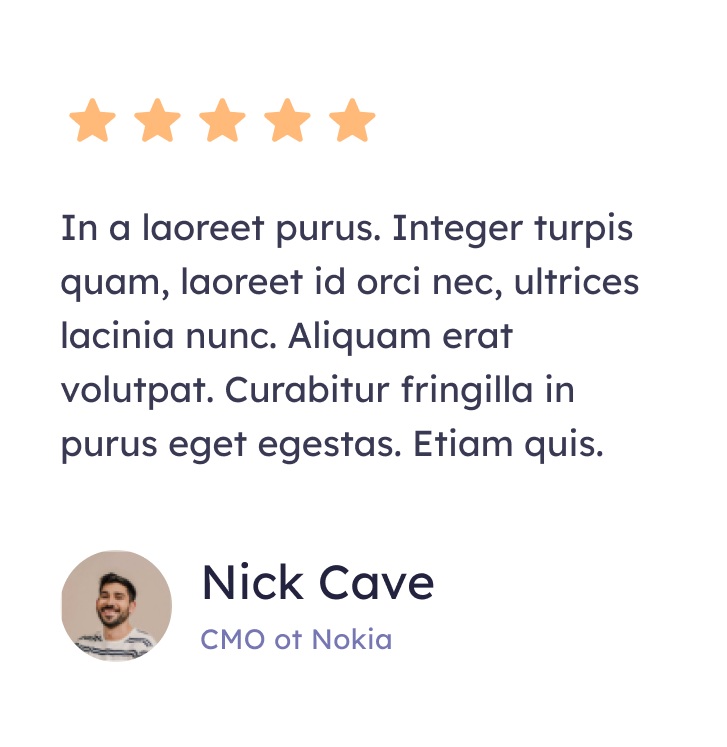 In a laoreet purus. Integer turpis
quam, laoreet id orci nec, ultrices
lacinia nunc. Aliquam erat
volutpat. Curabitur fringilla in
purus eget egestas. Etiam quis.
Nick Cave
CMO ot Nokia